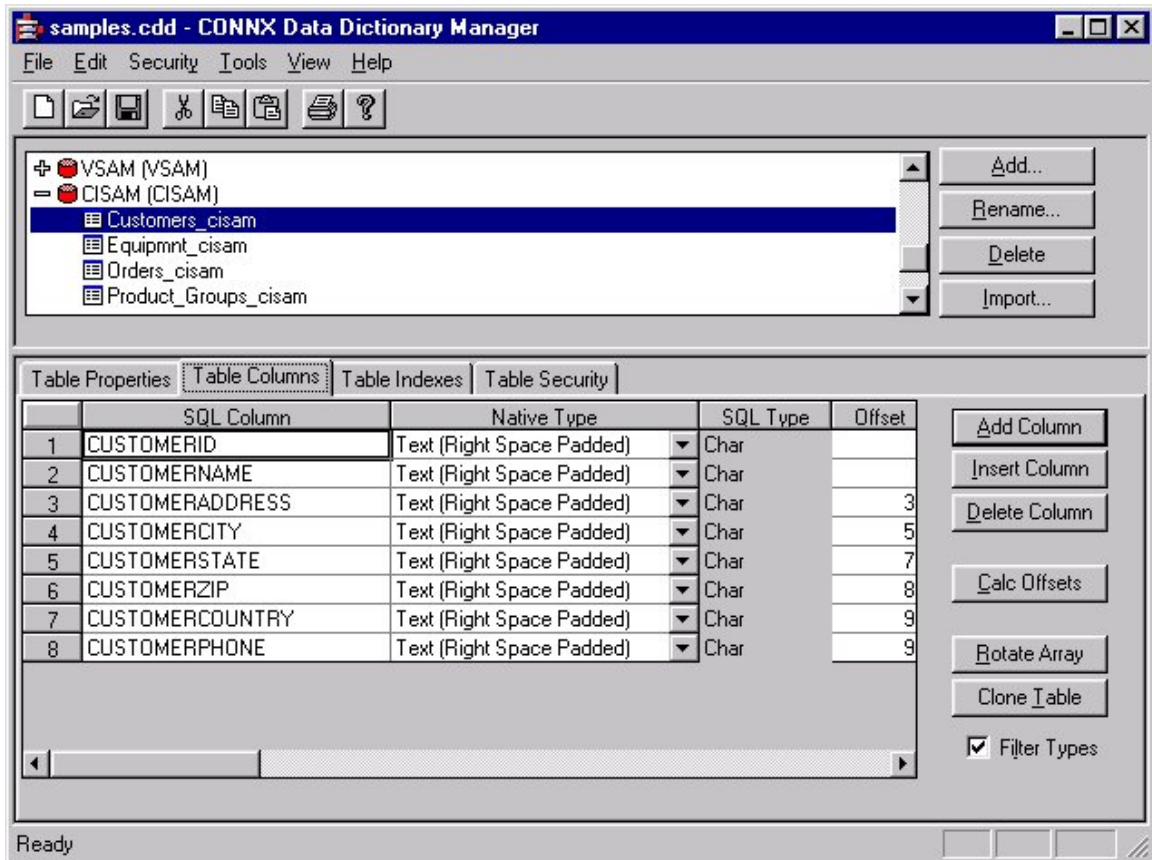 samples.cdd - CONNX Data Dictionary Manager
File Edit Security Tools View Help
VSAM (VSAM)
CISAM (CISAM)
Customers_cisam
Equipmnt_cisam
Orders_cisam
Product_Groups_cisam
Add...
Rename...
Delete
Import...
Table Properties Table Columns Table Indexes Table Security
SQL Column Native Type SQL Type Offset
1 CUSTOMERID Text (Right Space Padded) Char
2 CUSTOMERNAME Text (Right Space Padded) Char
3 CUSTOMERADDRESS Text (Right Space Padded) Char 3
4 CUSTOMERCITY Text (Right Space Padded) Char 5
5 CUSTOMERSTATE Text (Right Space Padded) Char 7
6 CUSTOMERZIP Text (Right Space Padded) Char 8
7 CUSTOMERCOUNTRY Text (Right Space Padded) Char 9
8 CUSTOMERPHONE Text (Right Space Padded) Char 9
Add Column
Insert Column
Delete Column
Calc Offsets
Rotate Array
Clone Table
Filter Types
Ready